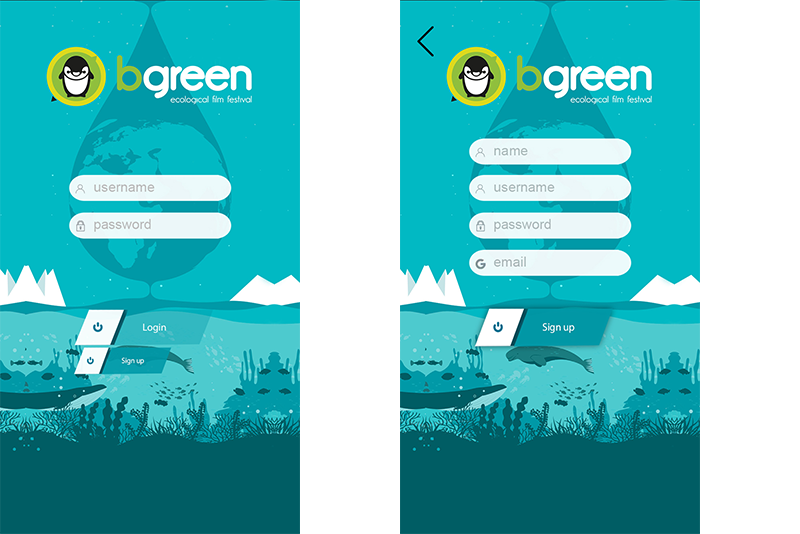 bgreen
ecological film festival
username
password
Login
Sign up
bgreen
ecological film festival
name
username
password
email
Sign up